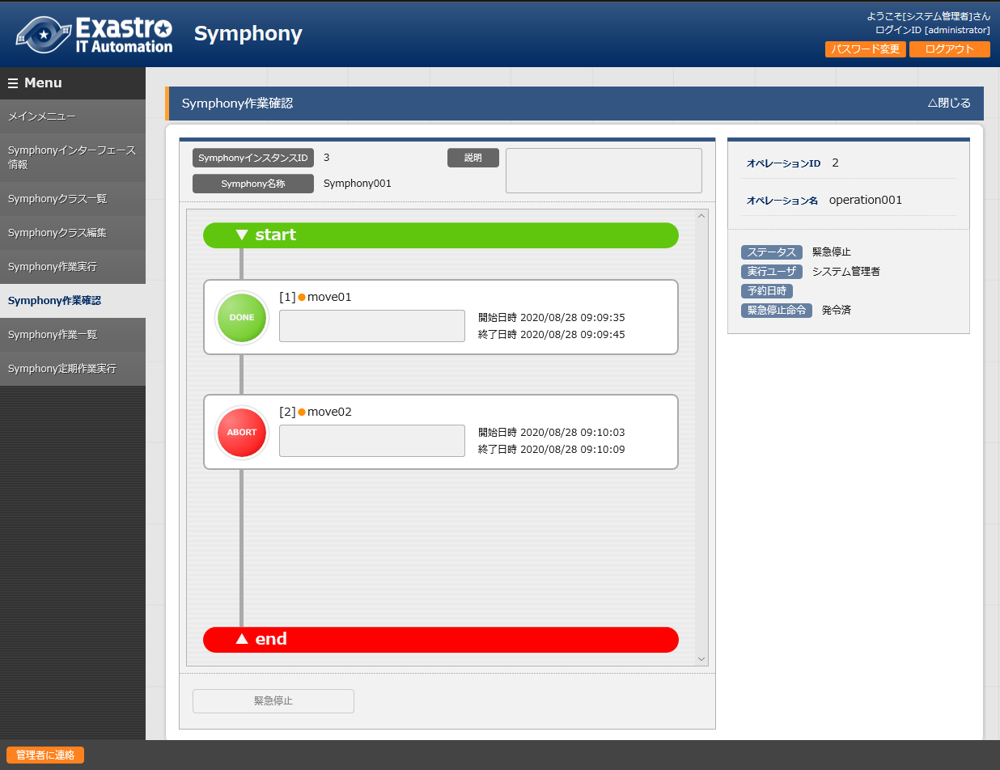 Exastro
IT Automation
Symphony
ようこそ[システム管理者]さん
ログインID [administrator]
パスワード変更
ログアウト
Menu
メインメニュー
Symphonyインターフェース
情報
Symphonyクラス一覧
Symphonyクラス編集
Symphony作業実行
Symphony作業確認
Symphony作業一覧
Symphony定期作業実行
Symphony作業確認
△閉じる
SymphonyインスタンスID 3
説明
Symphony名称 Symphony001
▼ start
DONE
[1]●move01
開始日時 2020/08/28 09:09:35
終了日時 2020/08/28 09:09:45
ABORT
[2]●move02
開始日時 2020/08/28 09:10:03
終了日時 2020/08/28 09:10:09
▲ end
緊急停止
オペレーションID 2
オペレーション名 operation001
ステータス 緊急停止
実行ユーザ システム管理者
予約日時
緊急停止命令 発令済
管理者に連絡